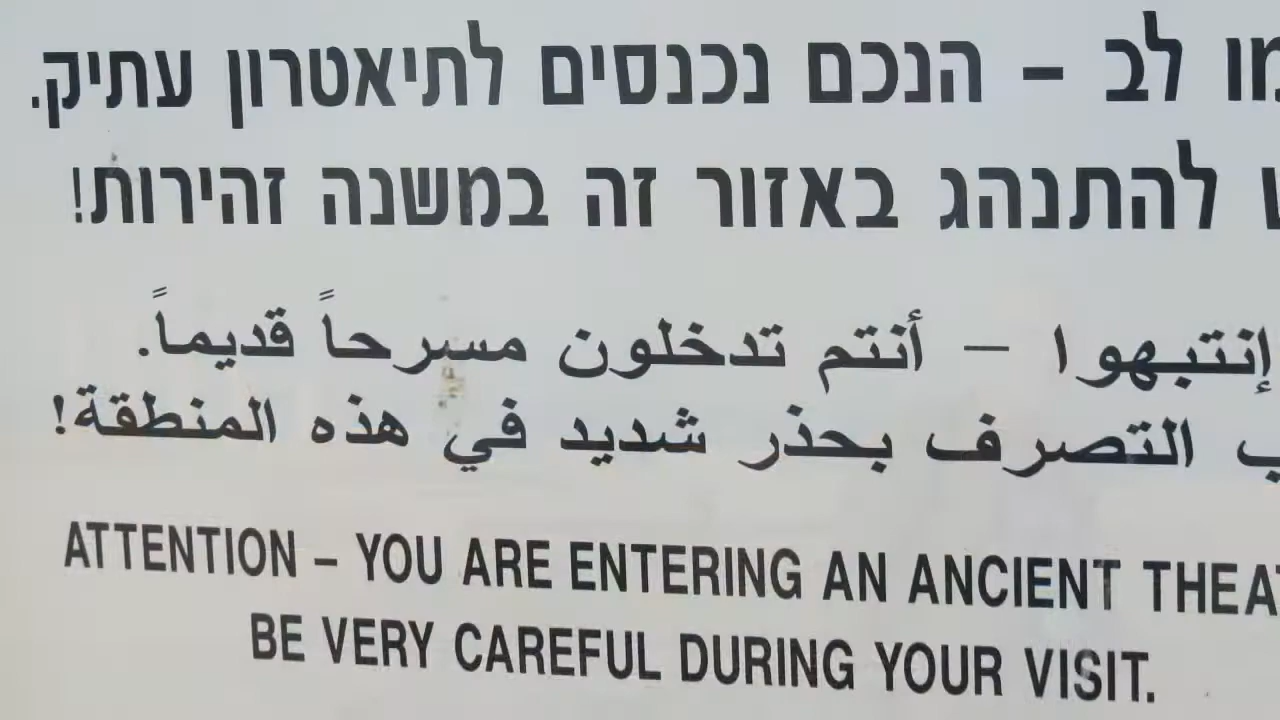 לב – הנכם נכנסים לתיאטרון עתיק.
להתנהג באזור זה במשנה זהירות!
إنتبهوا – أنتم تدخلون مسرحاً قديماً.
التصرف بحذر شديد في هذه المنطقة!
ATTENTION – YOU ARE ENTERING AN ANCIENT
BE VERY CAREFUL DURING YOUR VISIT.